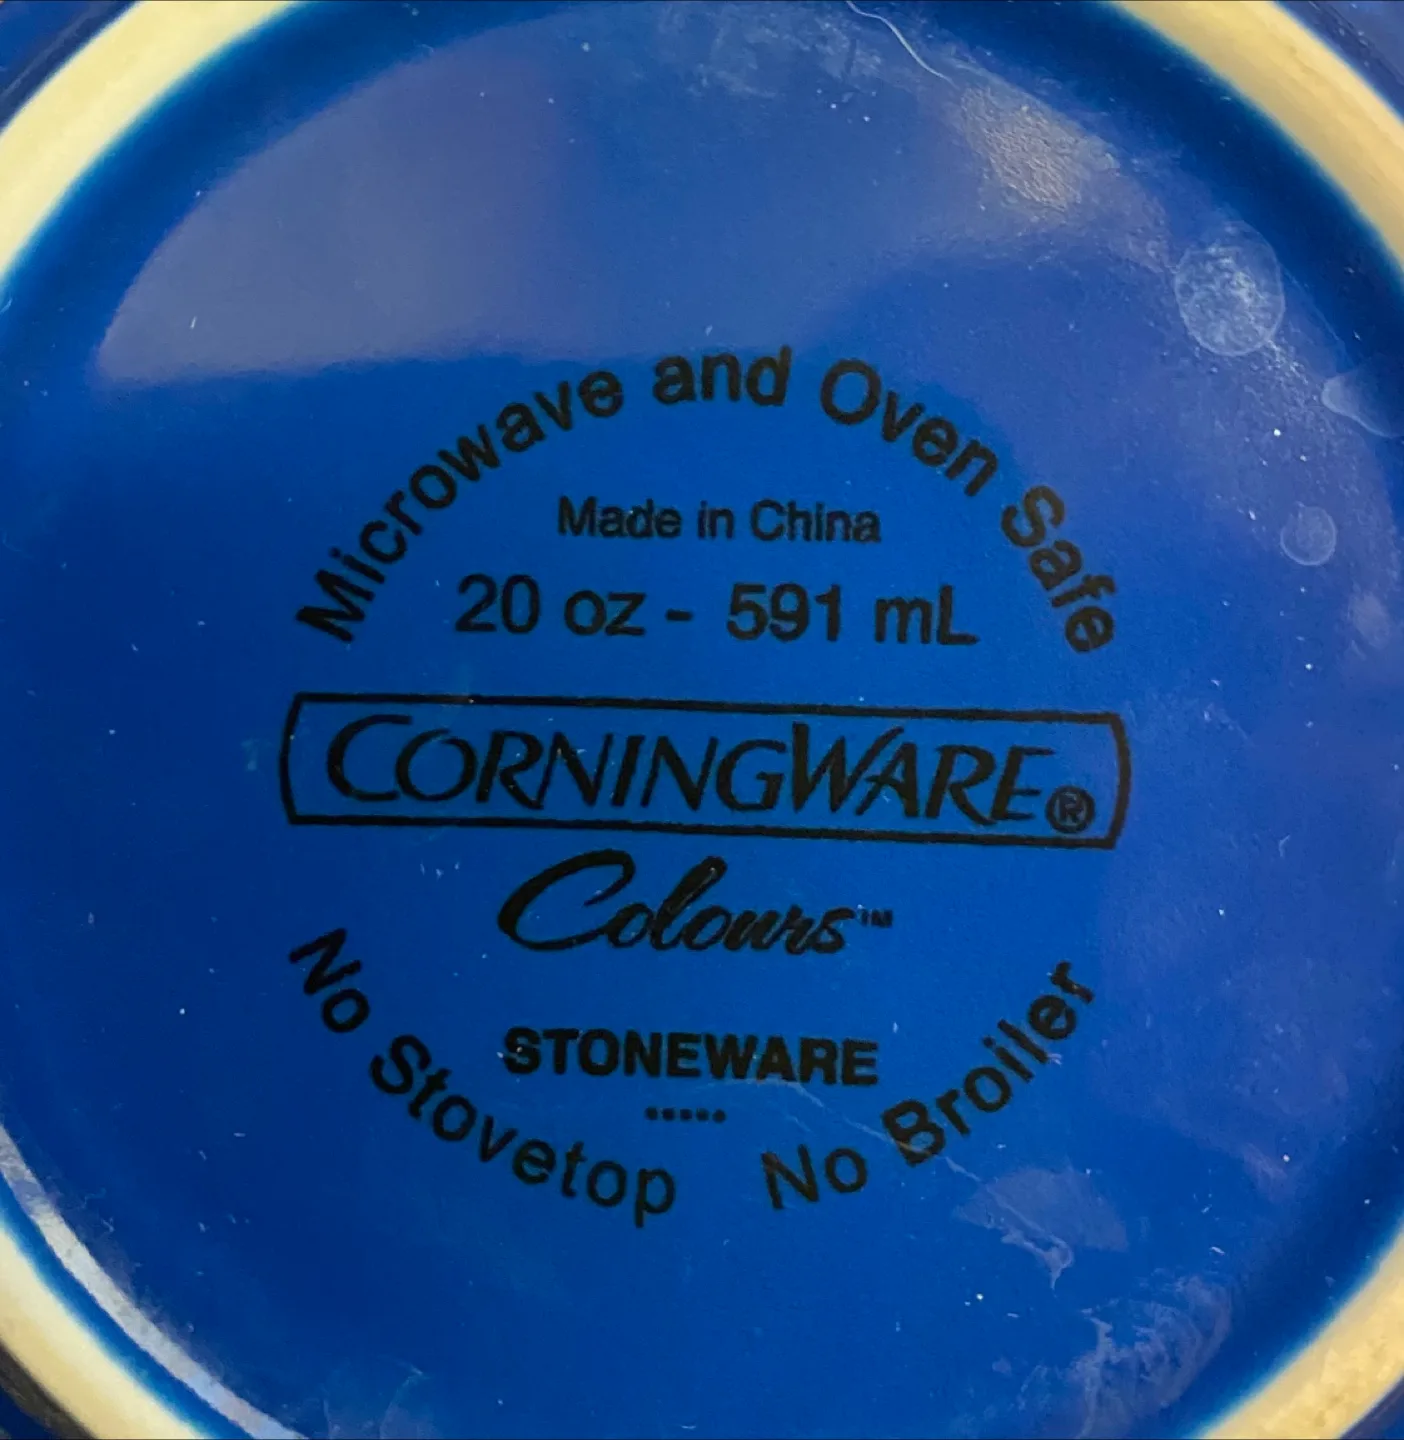 Microwave and Oven Safe
Made in China
20 oz - 591 mL
CORNINGWARE®
Colours™
STONEWARE
No Stovetop No Broiler